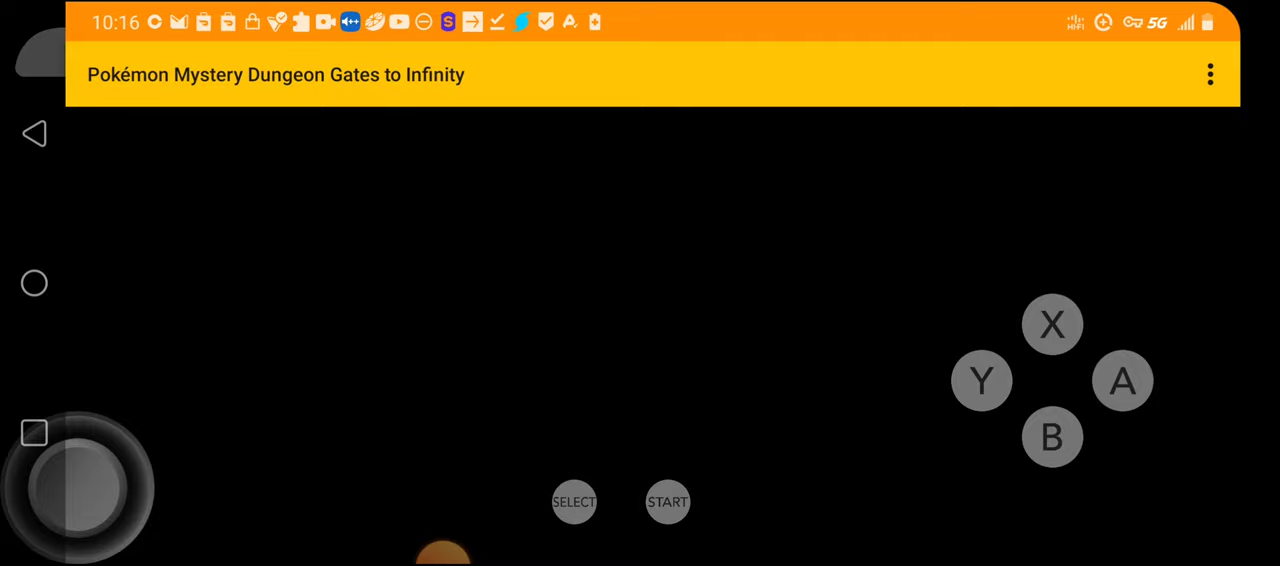 10:16 5G
Pokémon Mystery Dungeon Gates to Infinity
X
Y A
B
SELECT START